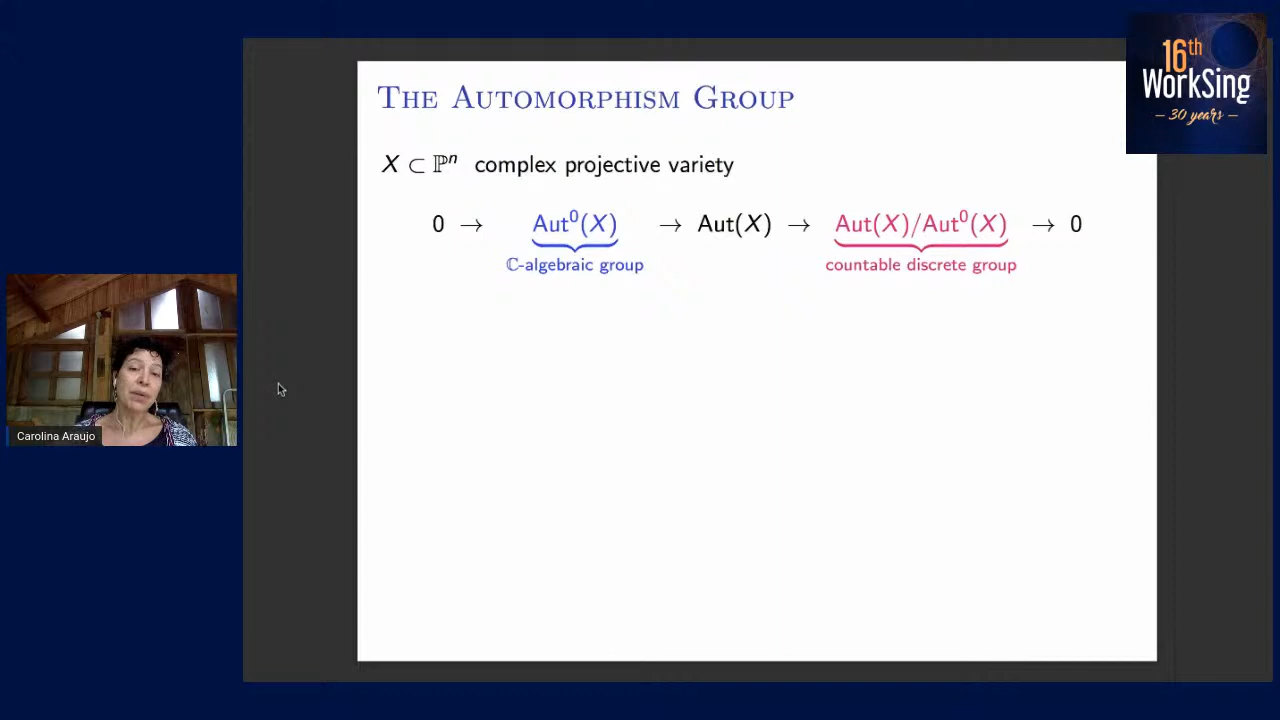 16th
WorkSing
— 30 years —
The Automorphism Group
X ⊂ ℙⁿ complex projective variety
0 → Aut⁰(X) → Aut(X) → Aut(X)/Aut⁰(X) → 0
ℂ-algebraic group countable discrete group
Carolina Araujo